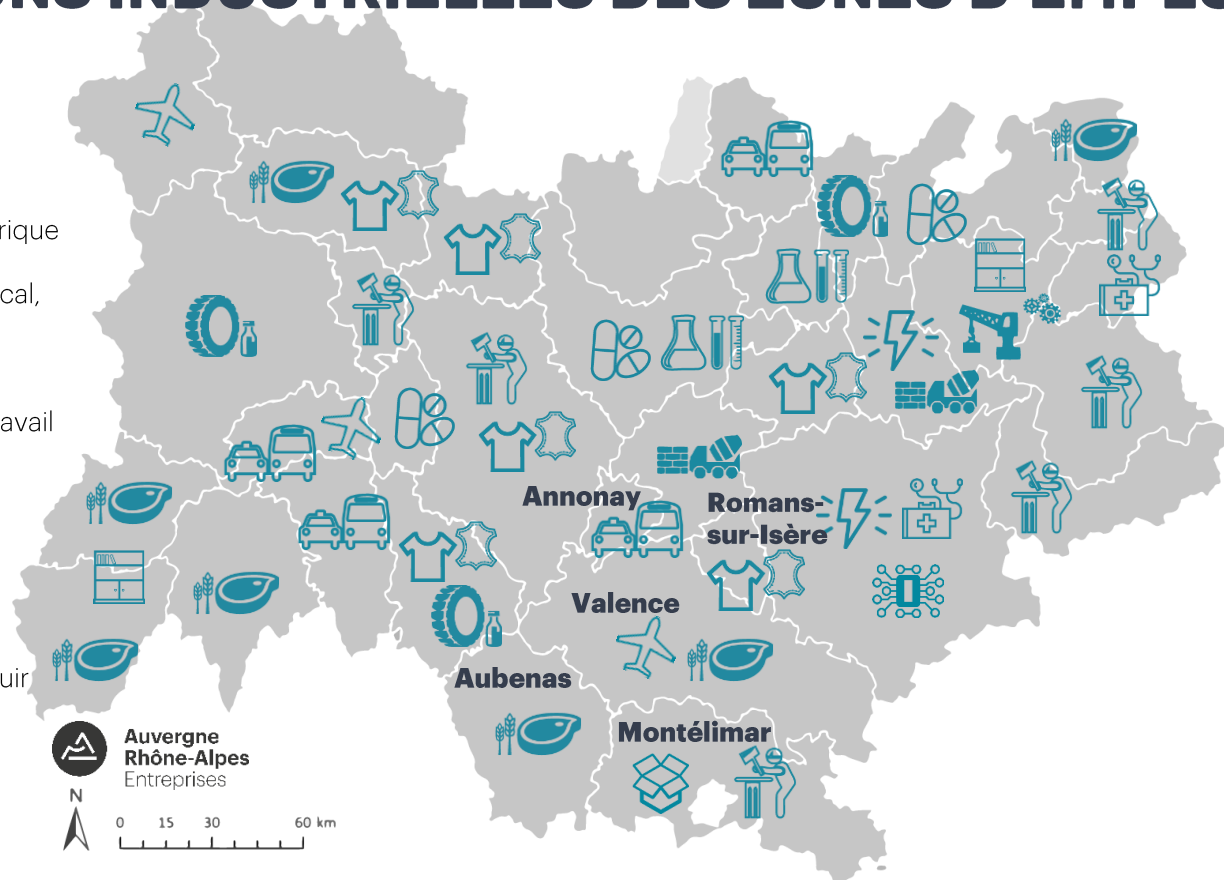 rique
cal,
avail
uir
Annonay
Romans-
sur-Isère
Valence
Aubenas
Montélimar
Auvergne
Rhône-Alpes
Entreprises
N
0 15 30 60 km